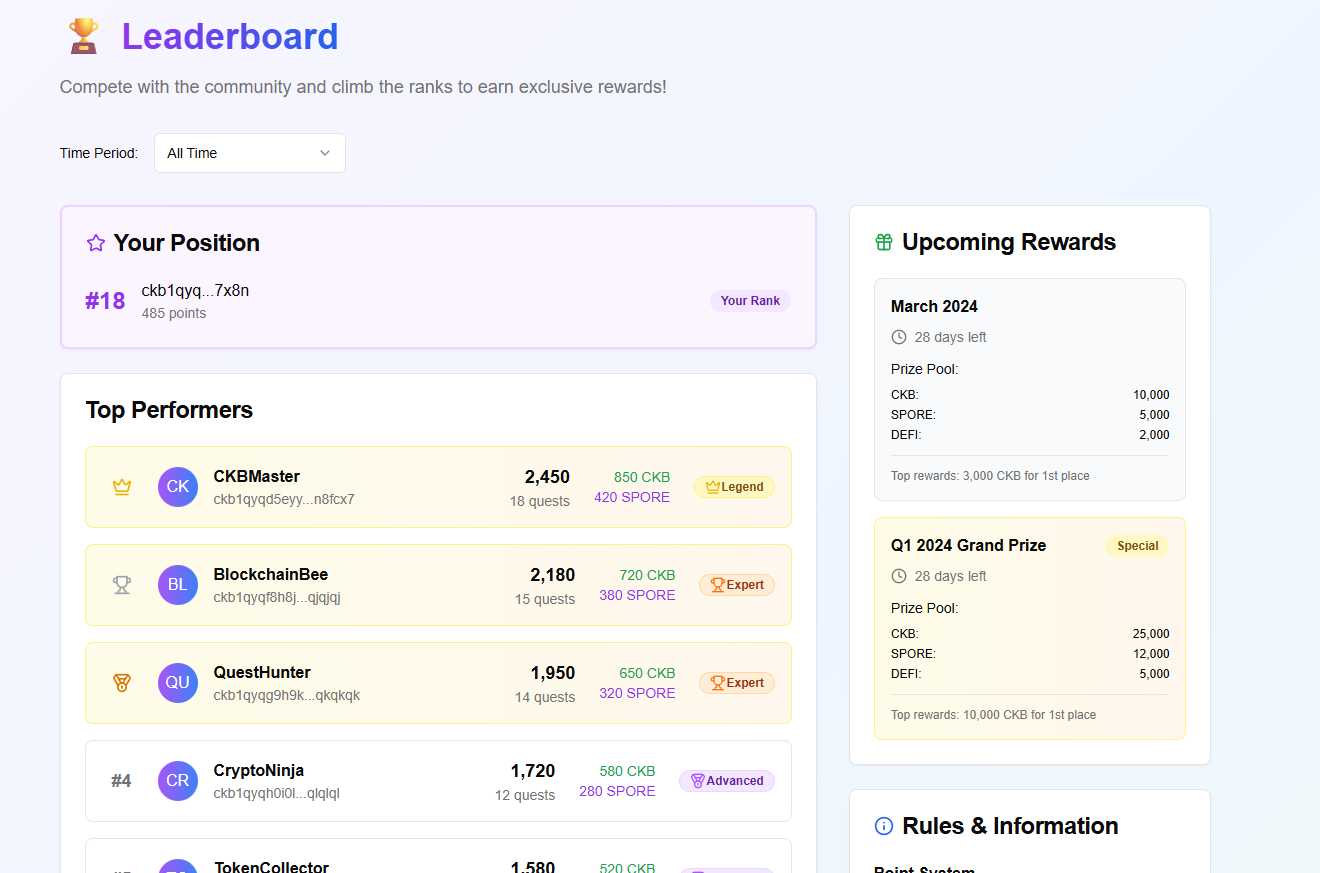 Leaderboard
Compete with the community and climb the ranks to earn exclusive rewards!
Time Period:
All Time
Your Position
#18
ckb1qyq...7x8n
485 points
Your Rank
Top Performers
CK
CKBMaster
ckb1qyqd5eyy...n8fcx7
2,450
18 quests
850 CKB
420 SPORE
Legend
BL
BlockchainBee
ckb1qyqf8h8j...qjqjqj
2,180
15 quests
720 CKB
380 SPORE
Expert
QU
QuestHunter
ckb1qyqg9h9k...qkqkqk
1,950
14 quests
650 CKB
320 SPORE
Expert
#4
CR
CryptoNinja
ckb1qyqh0i0l...qlqlql
1,720
12 quests
580 CKB
280 SPORE
Advanced
TokenCollector
1,580
520 CKB
Upcoming Rewards
March 2024
28 days left
Prize Pool:
CKB: 10,000
SPORE: 5,000
DEFI: 2,000
Top rewards: 3,000 CKB for 1st place
Q1 2024 Grand Prize
Special
28 days left
Prize Pool:
CKB: 25,000
SPORE: 12,000
DEFI: 5,000
Top rewards: 10,000 CKB for 1st place
Rules & Information
Point System